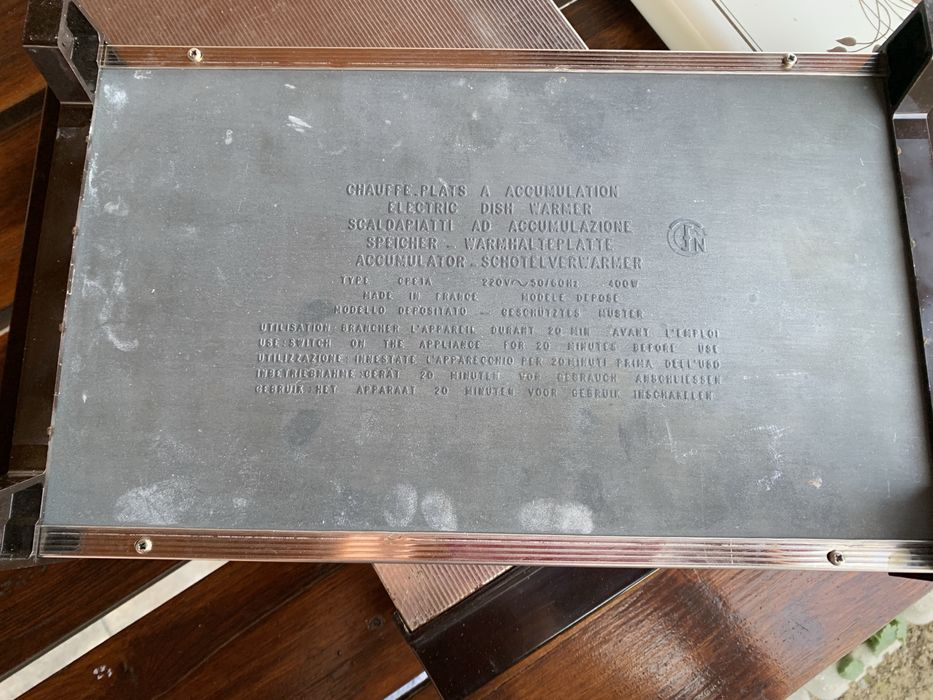 CHAUFFE-PLATS A ACCUMULATION
ELECTRIC DISH WARMER
SCALDAPIATTI AD ACCUMULAZIONE
SPEICHER - WARMHALTEPLATTE
ACCUMULATOR - SCHOTELVERWARMER
TYPE 220V~50/60Hz 400W
MADE IN FRANCE MODELE DEPOSE
MODELLO DEPOSITATO - GESCHÜTZTES MUSTER
UTILISATION: BRANCHER L'APPAREIL DURANT 20 MIN AVANT L'EMPLOI
USE: SWITCH ON THE APPLIANCE FOR 20 MINUTES BEFORE USE
UTILIZZAZIONE: INNESTATE L'APPARECCHIO PER 20 MINUTI PRIMA DELL'USO
INBETRIEBNAHME: GERÄT 20 MINUTEN VOR GEBRAUCH ANSCHLIESSEN
GEBRUIK: HET APPARAAT 20 MINUTEN VOOR GEBRUIK INSCHAKELEN